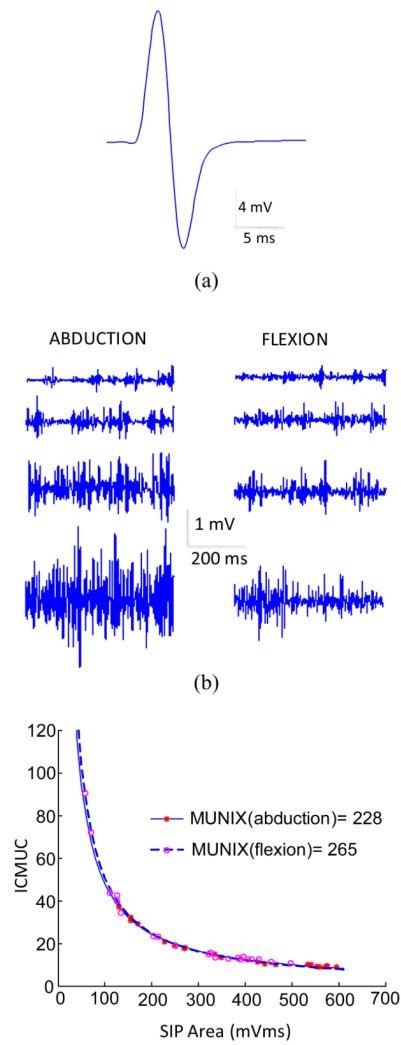 4 mV
5 ms
(a)
ABDUCTION FLEXION
1 mV
200 ms
(b)
120
100
80
60
40
20
0
ICMUC
MUNIX(abduction)= 228
MUNIX(flexion)= 265
0 100 200 300 400 500 600 700
SIP Area (mVms)